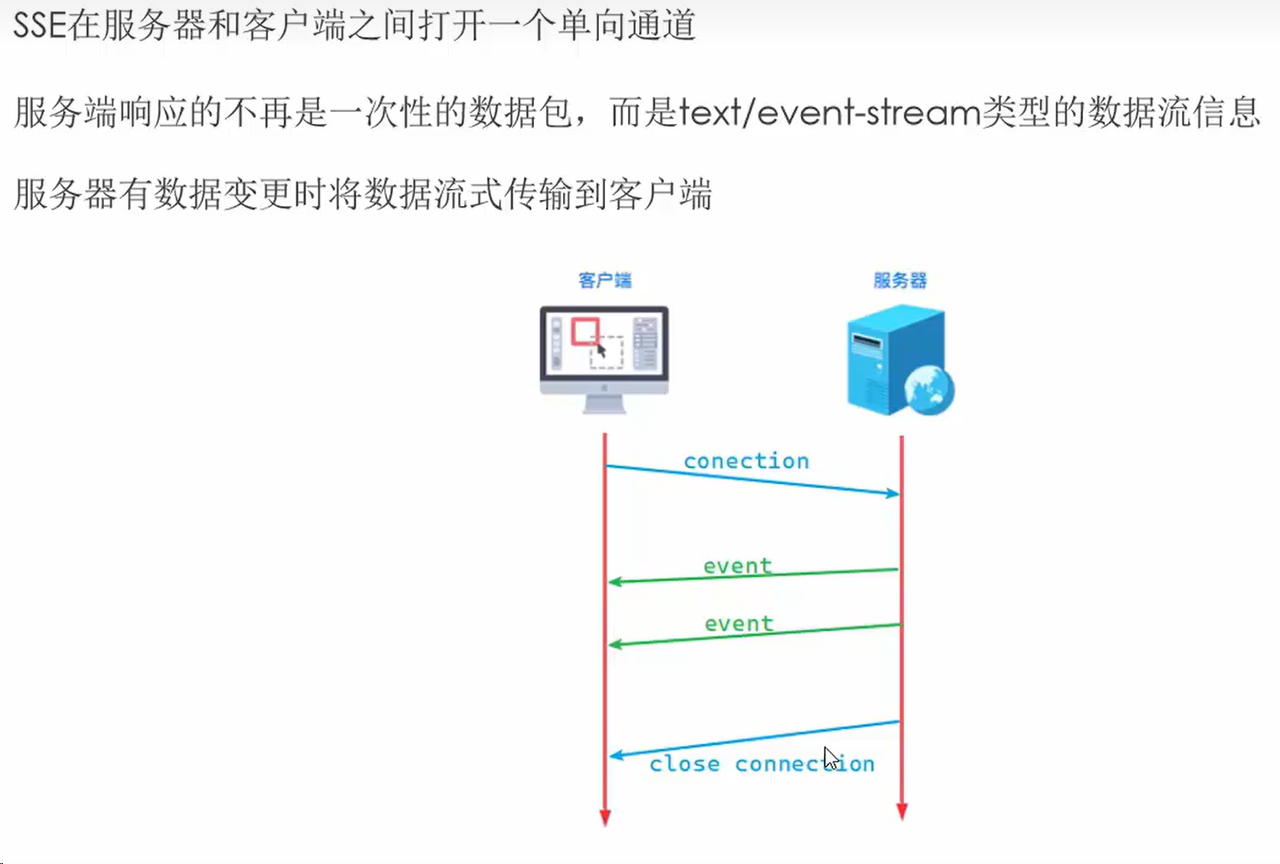 SSE在服务器和客户端之间打开一个单向通道
服务端响应的不再是一次性的数据包，而是text/event-stream类型的数据流信息
服务器有数据变更时将数据流式传输到客户端
客户端
服务器
conection
event
event
close connection